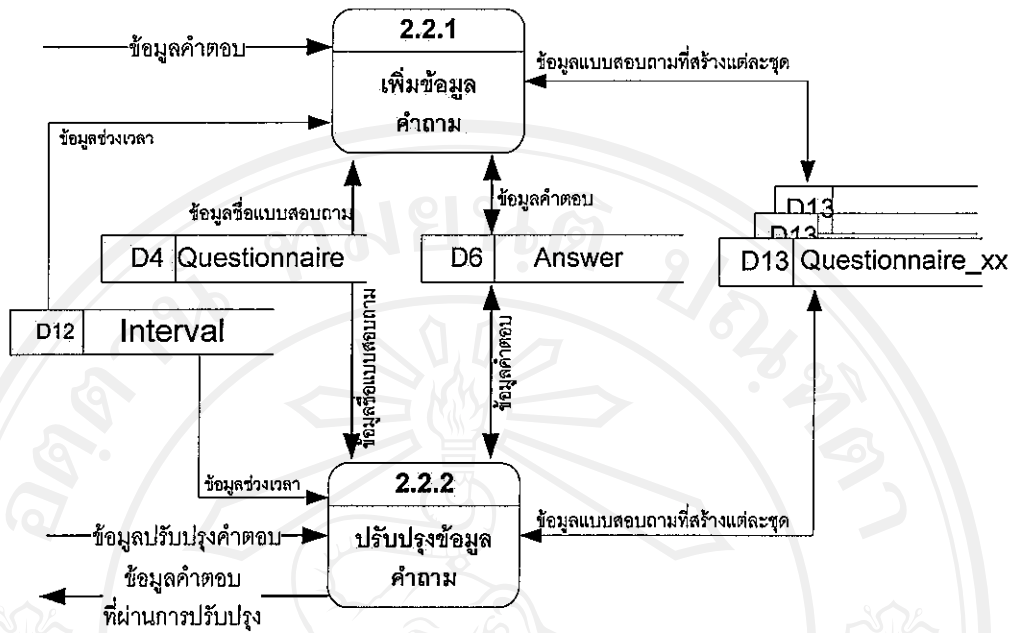 2.2.1
ข้อมูลคำตอบ
เพิ่มข้อมูล
คำถาม
ข้อมูลแบบสอบถามที่สร้างแต่ละชุด
ข้อมูลช่วงเวลา
ข้อมูลชื่อแบบสอบถาม
ข้อมูลคำตอบ
D13
D13
D4 Questionnaire
D6 Answer
D13 Questionnaire_xx
D12 Interval
ข้อมูลชื่อแบบสอบถาม
ข้อมูลคำตอบ
2.2.2
ข้อมูลช่วงเวลา
ข้อมูลแบบสอบถามที่สร้างแต่ละชุด
ข้อมูลปรับปรุงคำตอบ
ปรับปรุงข้อมูล
คำถาม
ข้อมูลคำตอบ
ที่ผ่านการปรับปรุง